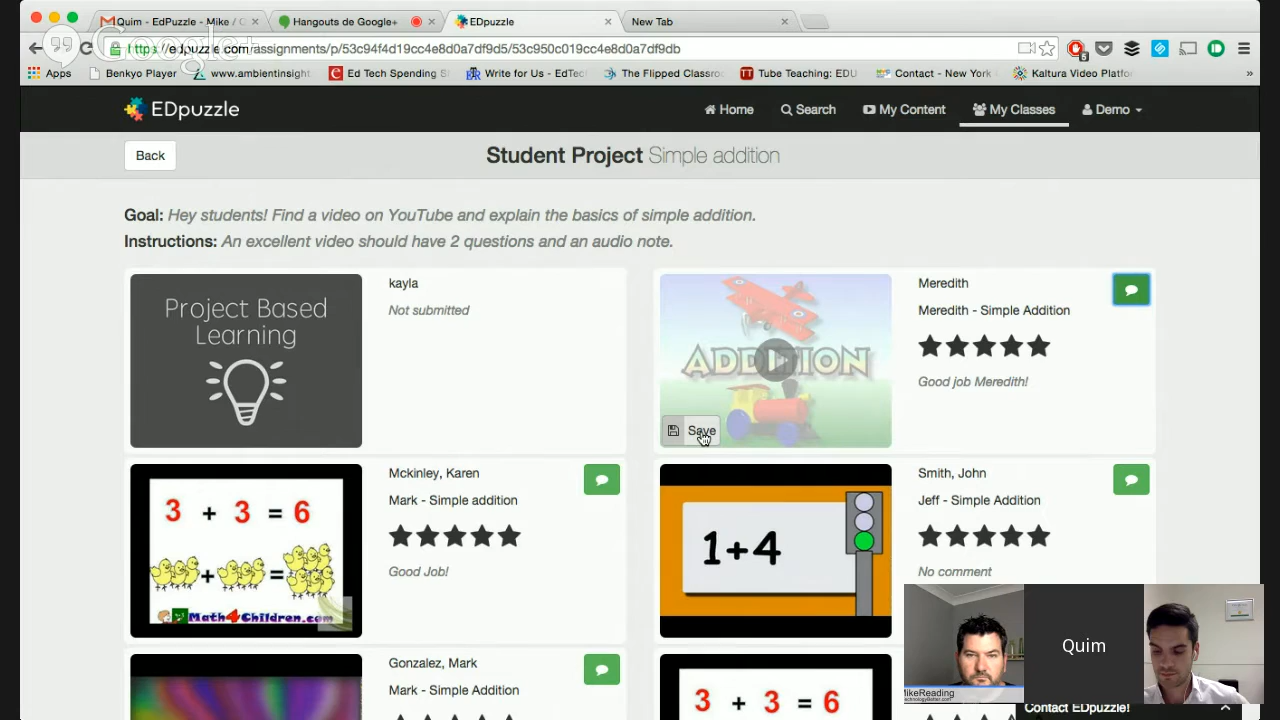 Quim - EdPuzzle - Mike / G
Hangouts de Google+
EDpuzzle
New Tab
Google+
https://edpuzzle.com/assignments/p/53c94f4d19cc4e8d0a7df9d5/53c950c019cc4e8d0a7df9db
5
Apps
Benkyo Player
www.ambientinsight
Ed Tech Spending S
Write for Us - EdTec
The Flipped Classro
Tube Teaching: EDU
Contact - New York
Kaltura Video Platfo
»
EDpuzzle
Home
Search
My Content
My Classes
Demo
Back
Student Project Simple addition
Goal: Hey students! Find a video on YouTube and explain the basics of simple addition.
Instructions: An excellent video should have 2 questions and an audio note.
Project Based
Learning
kayla
Not submitted
ADDITION
Save
Meredith
Meredith - Simple Addition
Good job Meredith!
3 + 3 = 6
+ =
Math4Children.com
Mckinley, Karen
Mark - Simple addition
Good Job!
1+4
Smith, John
Jeff - Simple Addition
No comment
Gonzalez, Mark
Mark - Simple Addition
3 + 3 = 6
MikeReading
Quim
Contact EDpuzzle!